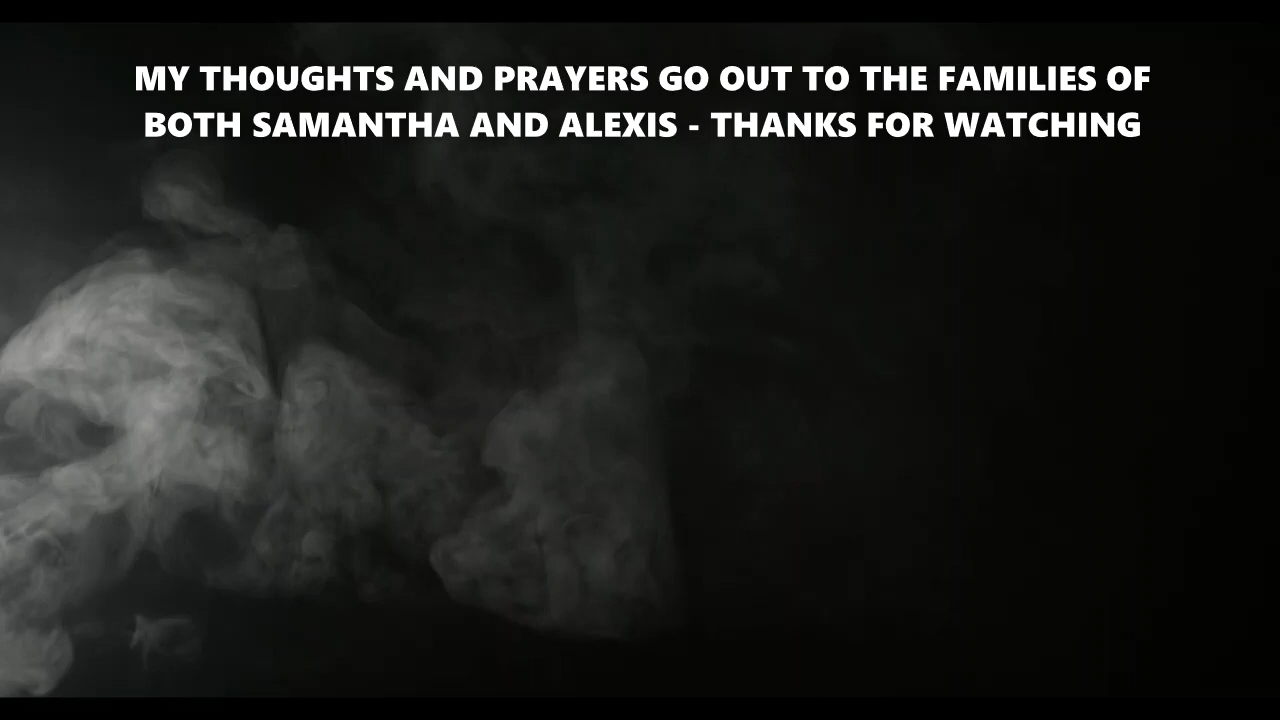 MY THOUGHTS AND PRAYERS GO OUT TO THE FAMILIES OF
BOTH SAMANTHA AND ALEXIS - THANKS FOR WATCHING